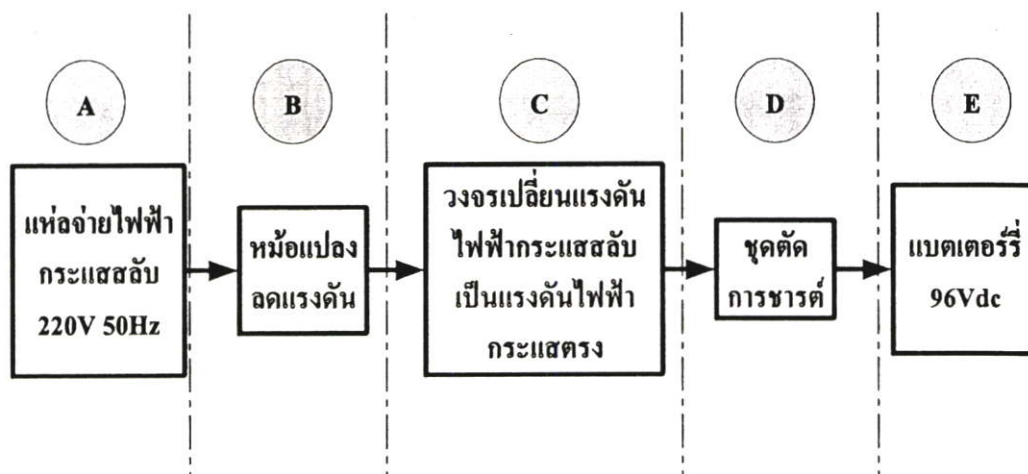 A
B
C
D
E
แห่ลจ่ายไฟฟ้า
กระแสสลับ
220V 50Hz
หม้อแปลง
ลดแรงดัน
วงจรเปลี่ยนแรงดัน
ไฟฟ้ากระแสสลับ
เป็นแรงดันไฟฟ้า
กระแสตรง
ชุดตัด
การชารต์
แบตเตอร์รี่
96Vdc